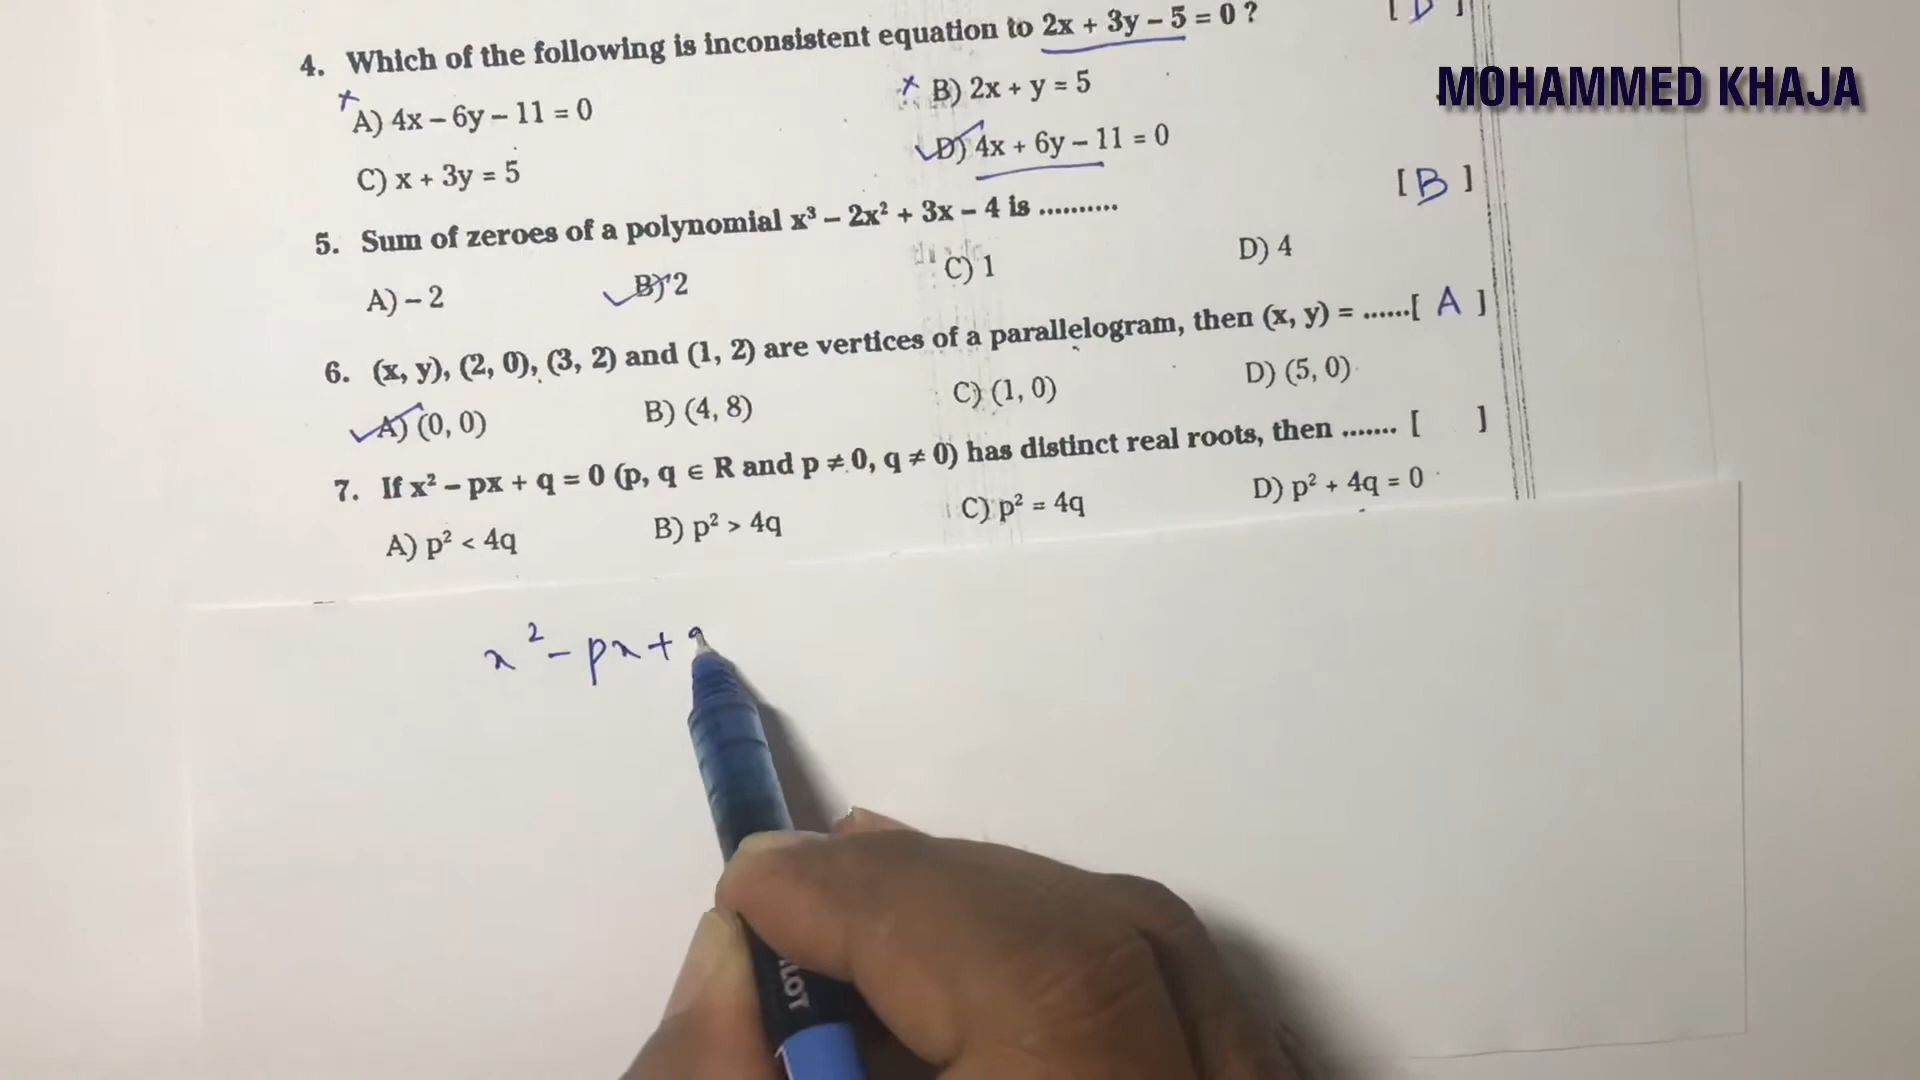 4. Which of the following is inconsistent equation to 2x + 3y – 5 = 0 ? [ D ]
MOHAMMED KHAJA
A) 4x – 6y – 11 = 0 B) 2x + y = 5
C) x + 3y = 5 D) 4x + 6y – 11 = 0
5. Sum of zeroes of a polynomial x³ – 2x² + 3x – 4 is .......... [ B ]
A) – 2 B) 2 C) 1 D) 4
6. (x, y), (2, 0), (3, 2) and (1, 2) are vertices of a parallelogram, then (x, y) = ......[ A ]
A) (0, 0) B) (4, 8) C) (1, 0) D) (5, 0)
7. If x² – px + q = 0 (p, q ∈ R and p ≠ 0, q ≠ 0) has distinct real roots, then ....... [ ]
A) p² < 4q B) p² > 4q C) p² = 4q D) p² + 4q = 0
x² – px +
PILOT